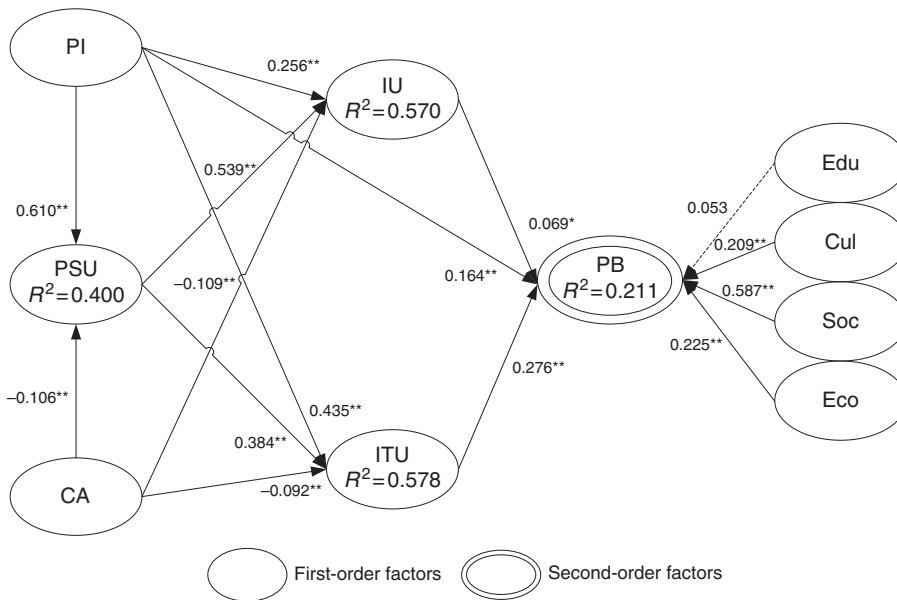 PI
0.256**
IU
R²=0.570
Edu
0.539**
0.053
0.610**
0.069*
0.209**
Cul
PSU
R²=0.400
–0.109**
0.164**
PB
R²=0.211
0.587**
Soc
0.225**
–0.106**
0.276**
Eco
0.435**
0.384**
ITU
R²=0.578
CA
–0.092**
First-order factors
Second-order factors